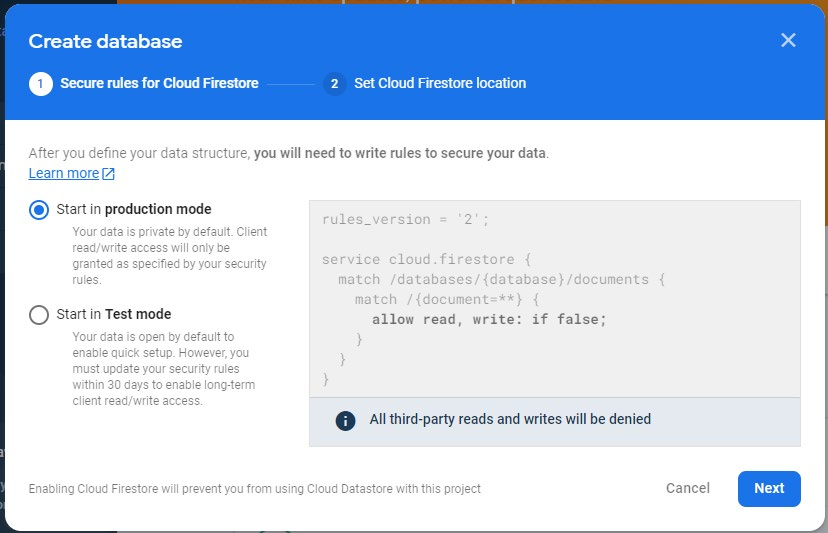 Create database
1 Secure rules for Cloud Firestore
2 Set Cloud Firestore location
After you define your data structure, you will need to write rules to secure your data.
Learn more
Start in production mode
Your data is private by default. Client
read/write access will only be
granted as specified by your security
rules.
Start in Test mode
Your data is open by default to
enable quick setup. However, you
must update your security rules
within 30 days to enable long-term
client read/write access.
rules_version = '2';
service cloud.firestore {
match /databases/{database}/documents {
match /{document=**} {
allow read, write: if false;
}
}
}
All third-party reads and writes will be denied
Enabling Cloud Firestore will prevent you from using Cloud Datastore with this project
Cancel
Next